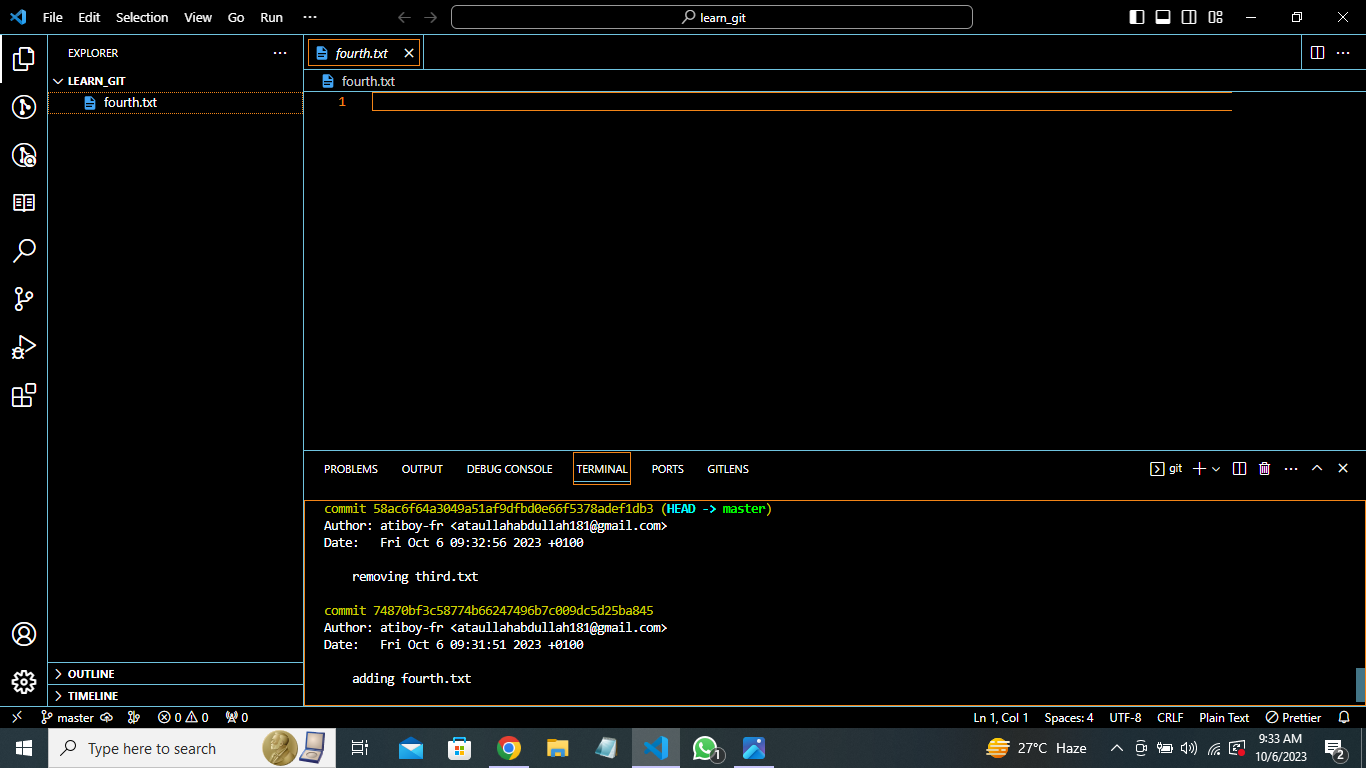 File Edit Selection View Go Run ···
learn_git
EXPLORER
LEARN_GIT
fourth.txt
OUTLINE
TIMELINE
fourth.txt
fourth.txt
1
PROBLEMS OUTPUT DEBUG CONSOLE TERMINAL PORTS GITLENS
git
commit 58ac6f64a3049a51af9dfbd0e66f5378adef1db3 (HEAD -> master)
Author: atiboy-fr <ataullahabdullah181@gmail.com>
Date:   Fri Oct 6 09:32:56 2023 +0100
removing third.txt
commit 74870bf3c58774b66247496b7c009dc5d25ba845
Author: atiboy-fr <ataullahabdullah181@gmail.com>
Date:   Fri Oct 6 09:31:51 2023 +0100
adding fourth.txt
master 0 0 0
Ln 1, Col 1 Spaces: 4 UTF-8 CRLF Plain Text Prettier
Type here to search
1
27°C Haze
9:33 AM
10/6/2023
2